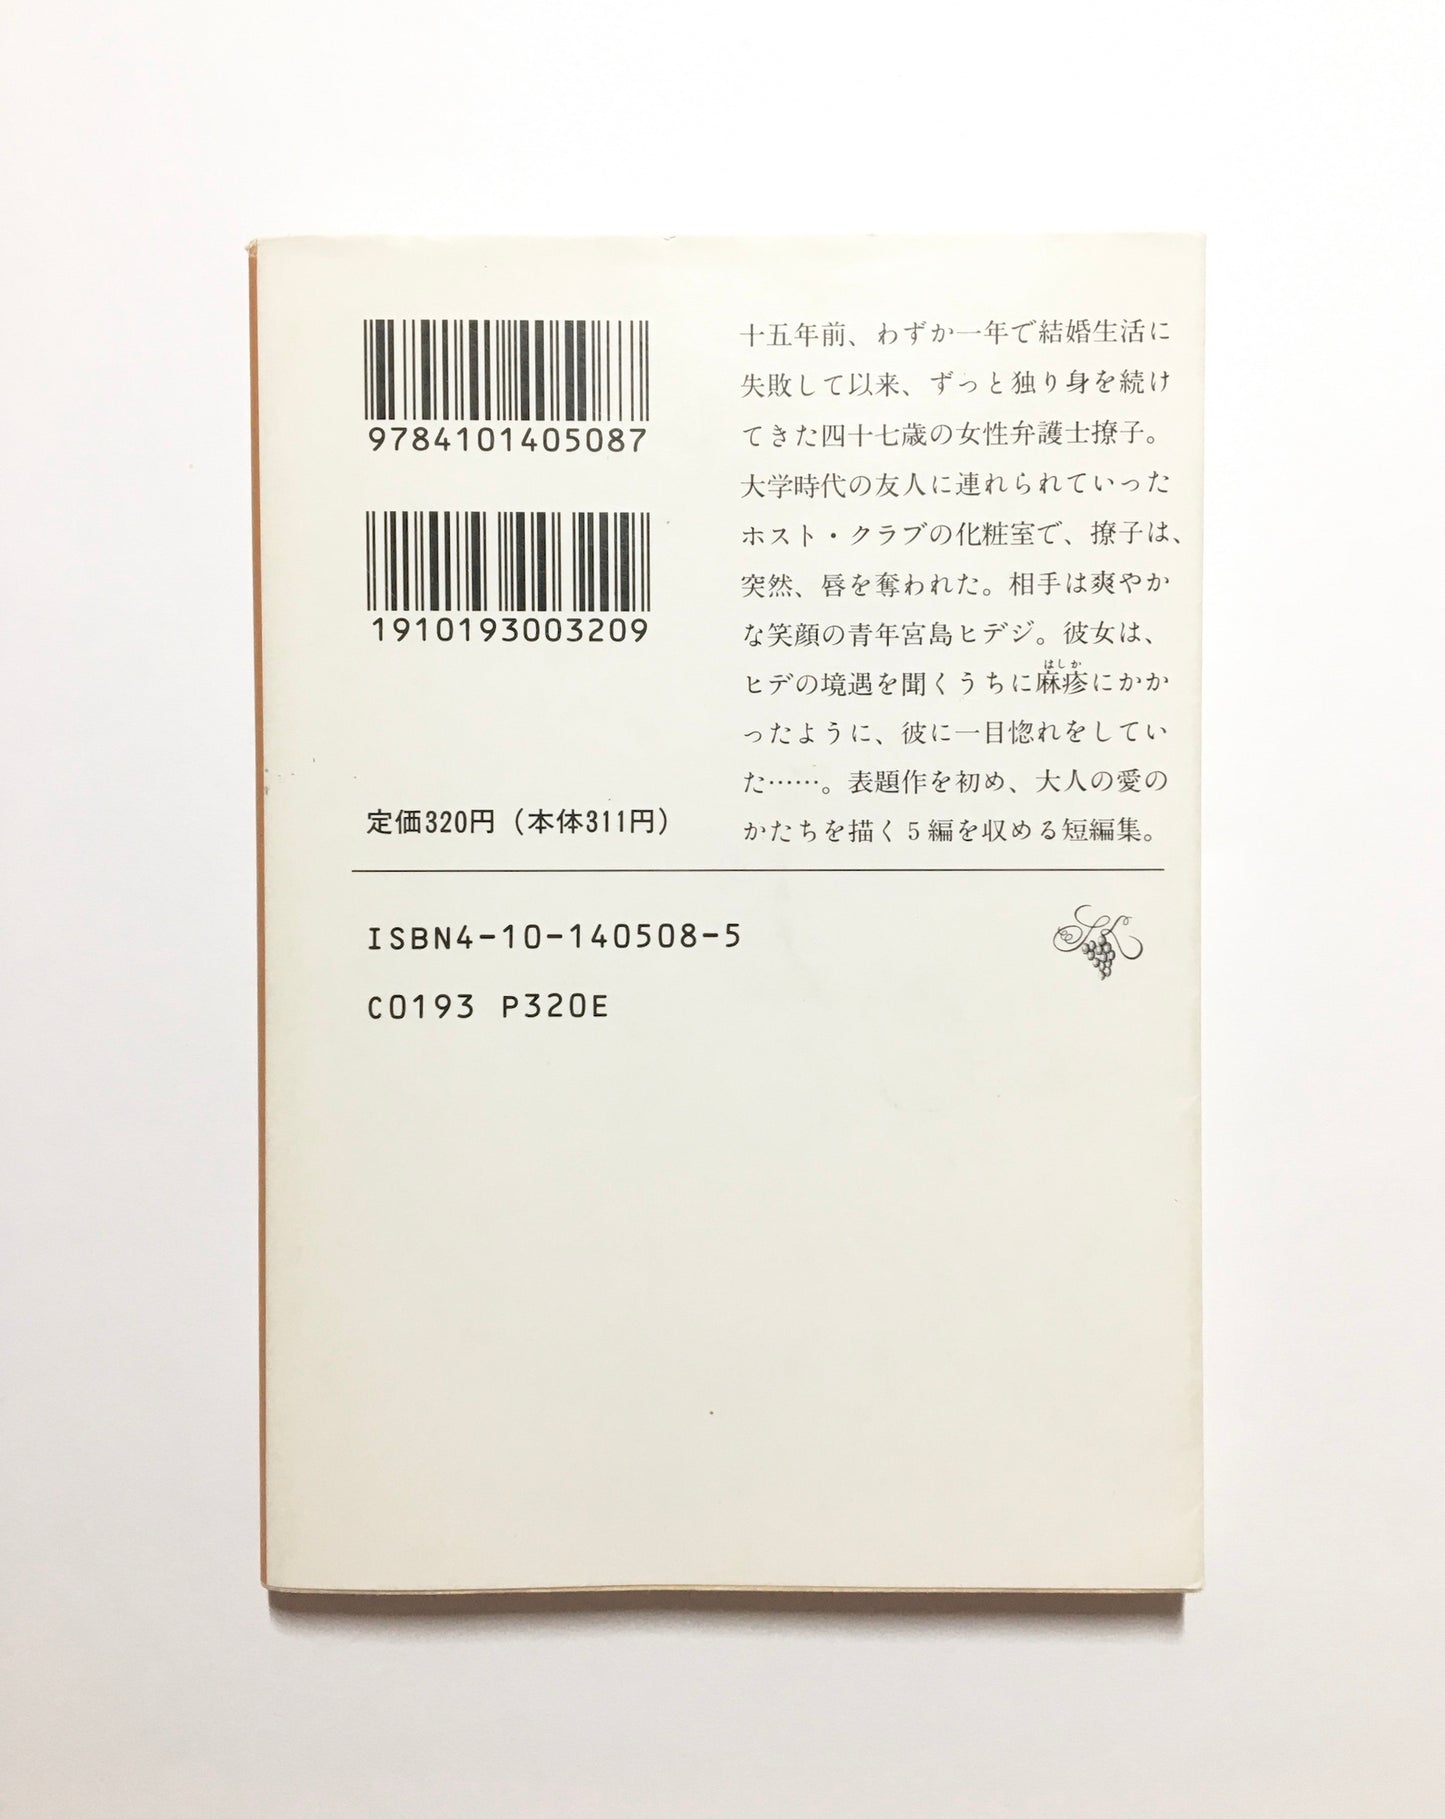 9784101405087
1910193003209
定価320円（本体311円）
十五年前、わずか一年で結婚生活に
失敗して以来、ずっと独り身を続け
てきた四十七歳の女性弁護士撩子。
大学時代の友人に連れられていった
ホスト・クラブの化粧室で、撩子は、
突然、唇を奪われた。相手は爽やか
な笑顔の青年宮島ヒデジ。彼女は、
はしか
ヒデの境遇を聞くうちに麻疹にかか
ったように、彼に一目惚れをしてい
た……。表題作を初め、大人の愛の
かたちを描く５編を収める短編集。
ISBN4-10-140508-5
C0193 P320E